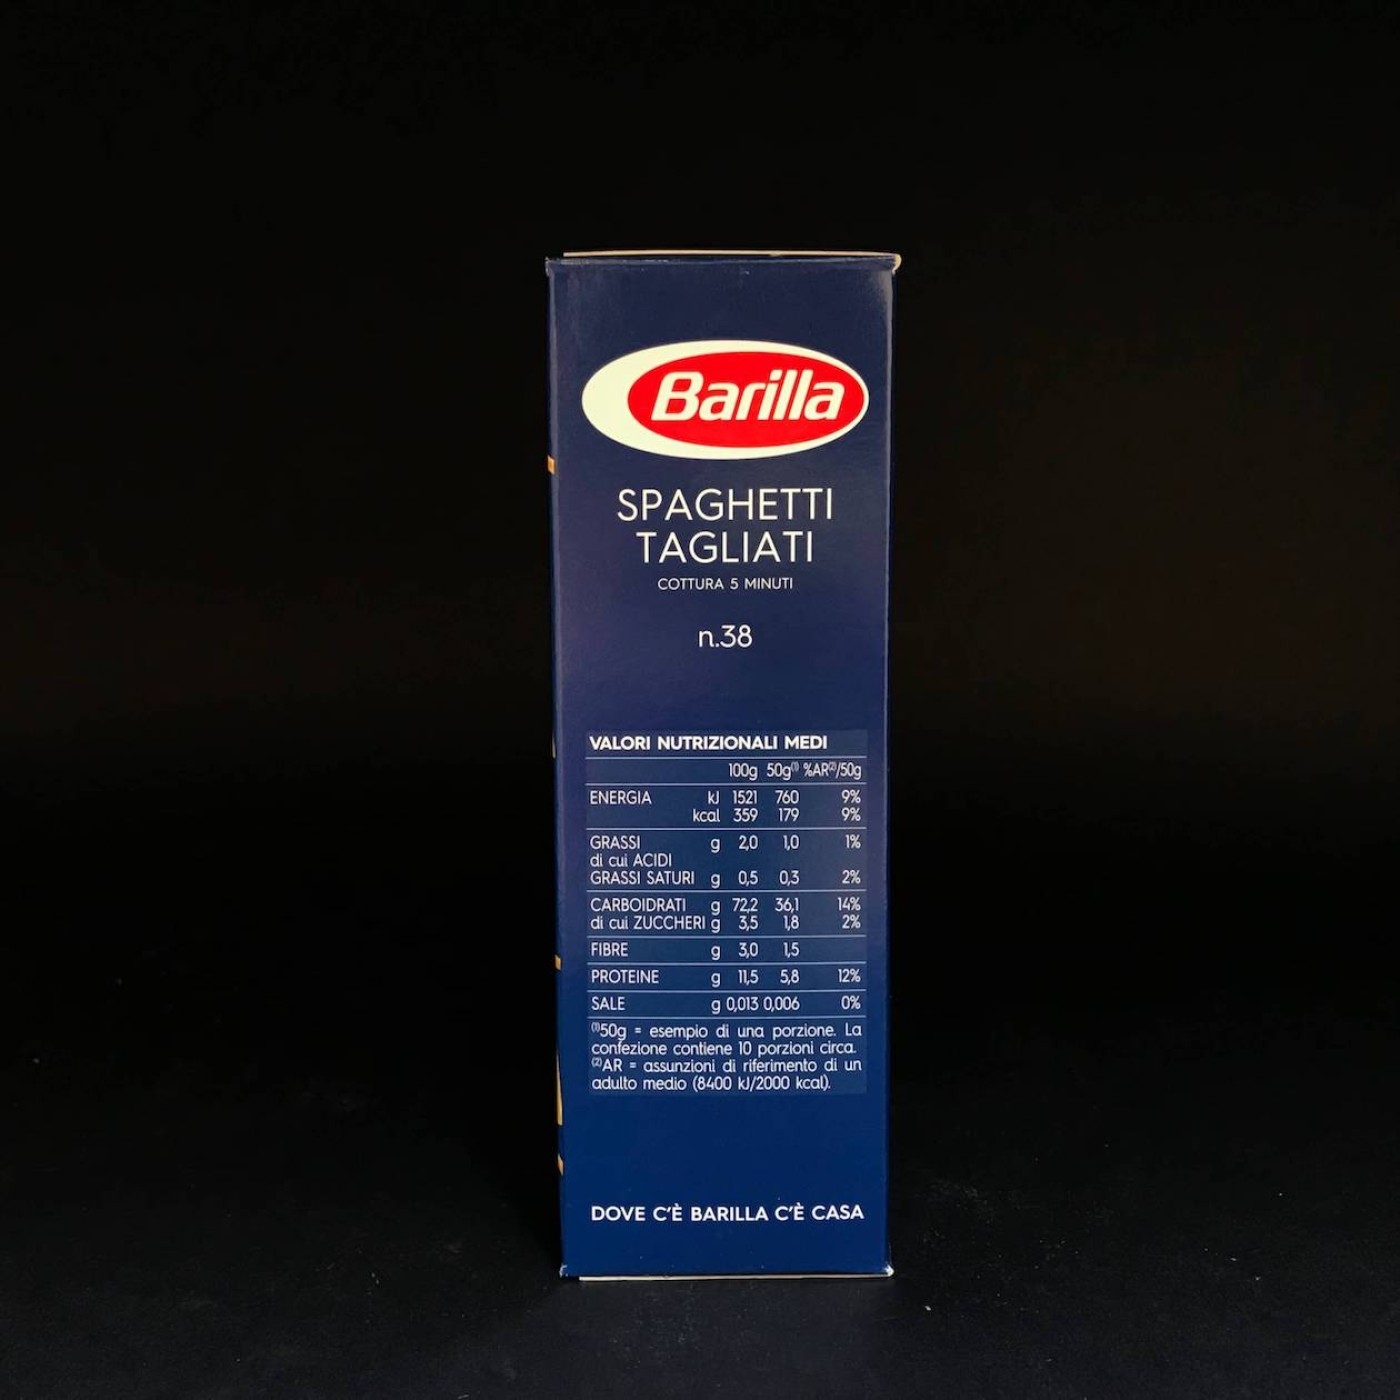 Barilla
SPAGHETTI
TAGLIATI
COTTURA 5 MINUTI
n.38
VALORI NUTRIZIONALI MEDI
100g 50g(1) %AR(2)/50g
ENERGIA kJ 1521 760 9%
kcal 359 179 9%
GRASSI g 2,0 1,0 1%
di cui ACIDI
GRASSI SATURI g 0,5 0,3 2%
CARBOIDRATI g 72,2 36,1 14%
di cui ZUCCHERI g 3,5 1,8 2%
FIBRE g 3,0 1,5
PROTEINE g 11,5 5,8 12%
SALE g 0,013 0,006 0%
(1)50g = esempio di una porzione. La
confezione contiene 10 porzioni circa.
(2)AR = assunzioni di riferimento di un
adulto medio (8400 kJ/2000 kcal).
DOVE C'È BARILLA C'È CASA